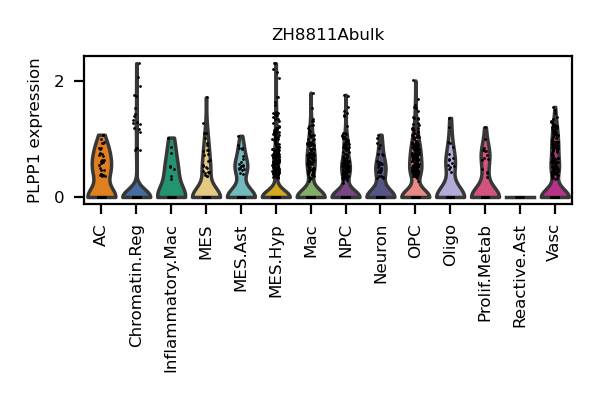 ZH8811Abulk
PLPP1 expression
2
0
AC
Chromatin.Reg
Inflammatory.Mac
MES
MES.Ast
MES.Hyp
Mac
NPC
Neuron
OPC
Oligo
Prolif.Metab
Reactive.Ast
Vasc